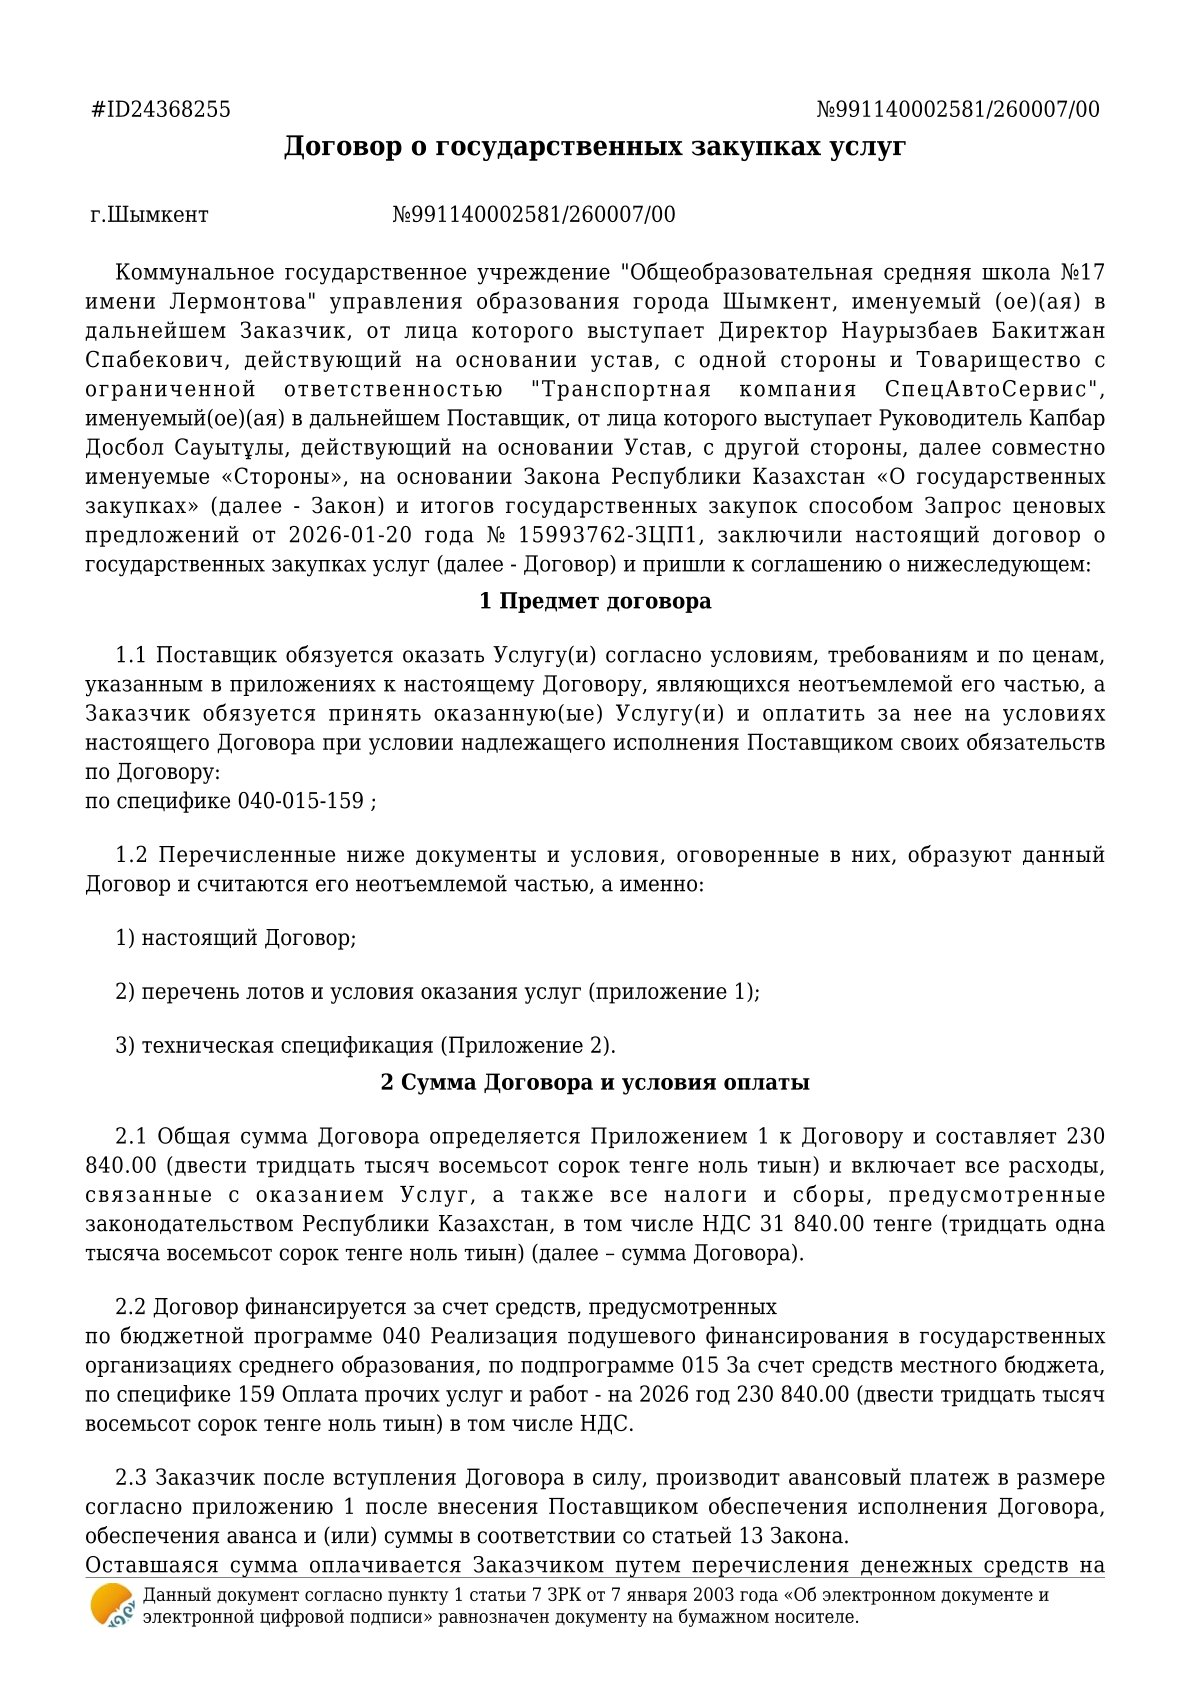 #ID24368255 №991140002581/260007/00
Договор о государственных закупках услуг
г.Шымкент №991140002581/260007/00
Коммунальное государственное учреждение "Общеобразовательная средняя школа №17
имени Лермонтова" управления образования города Шымкент, именуемый (ое)(ая) в
дальнейшем Заказчик, от лица которого выступает Директор Наурызбаев Бакитжан
Спабекович, действующий на основании устав, с одной стороны и Товарищество с
ограниченной ответственностью "Транспортная компания СпецАвтоСервис",
именуемый(ое)(ая) в дальнейшем Поставщик, от лица которого выступает Руководитель Капбар
Досбол Сауытұлы, действующий на основании Устав, с другой стороны, далее совместно
именуемые «Стороны», на основании Закона Республики Казахстан «О государственных
закупках» (далее - Закон) и итогов государственных закупок способом Запрос ценовых
предложений от 2026-01-20 года № 15993762-ЗЦП1, заключили настоящий договор о
государственных закупках услуг (далее - Договор) и пришли к соглашению о нижеследующем:
1 Предмет договора
1.1 Поставщик обязуется оказать Услугу(и) согласно условиям, требованиям и по ценам,
указанным в приложениях к настоящему Договору, являющихся неотъемлемой его частью, а
Заказчик обязуется принять оказанную(ые) Услугу(и) и оплатить за нее на условиях
настоящего Договора при условии надлежащего исполнения Поставщиком своих обязательств
по Договору:
по специфике 040-015-159 ;
1.2 Перечисленные ниже документы и условия, оговоренные в них, образуют данный
Договор и считаются его неотъемлемой частью, а именно:
1) настоящий Договор;
2) перечень лотов и условия оказания услуг (приложение 1);
3) техническая спецификация (Приложение 2).
2 Сумма Договора и условия оплаты
2.1 Общая сумма Договора определяется Приложением 1 к Договору и составляет 230
840.00 (двести тридцать тысяч восемьсот сорок тенге ноль тиын) и включает все расходы,
связанные с оказанием Услуг, а также все налоги и сборы, предусмотренные
законодательством Республики Казахстан, в том числе НДС 31 840.00 тенге (тридцать одна
тысяча восемьсот сорок тенге ноль тиын) (далее – сумма Договора).
2.2 Договор финансируется за счет средств, предусмотренных
по бюджетной программе 040 Реализация подушевого финансирования в государственных
организациях среднего образования, по подпрограмме 015 За счет средств местного бюджета,
по специфике 159 Оплата прочих услуг и работ - на 2026 год 230 840.00 (двести тридцать тысяч
восемьсот сорок тенге ноль тиын) в том числе НДС.
2.3 Заказчик после вступления Договора в силу, производит авансовый платеж в размере
согласно приложению 1 после внесения Поставщиком обеспечения исполнения Договора,
обеспечения аванса и (или) суммы в соответствии со статьей 13 Закона.
Оставшаяся сумма оплачивается Заказчиком путем перечисления денежных средств на
Данный документ согласно пункту 1 статьи 7 ЗРК от 7 января 2003 года «Об электронном документе и
электронной цифровой подписи» равнозначен документу на бумажном носителе.